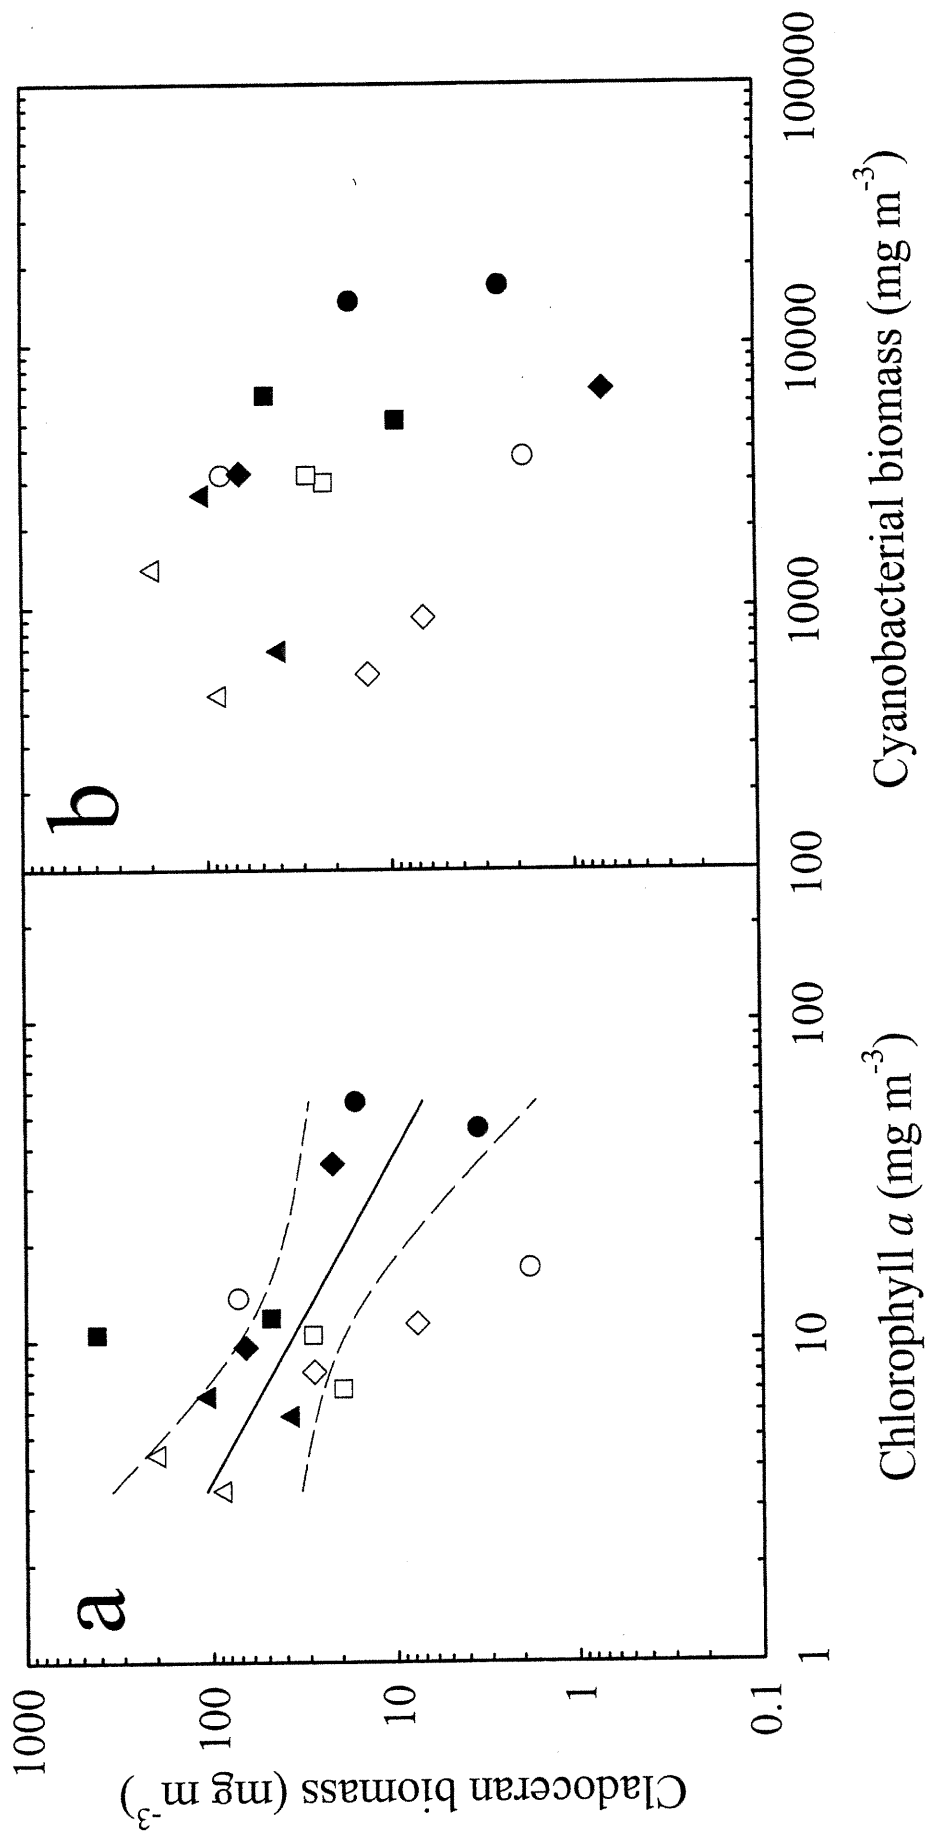 a
b
1000
100
10
1
0.1
Cladoceran biomass (mg m-3)
1
10
100
100
1000
10000
100000
Chlorophyll a (mg m-3)
Cyanobacterial biomass (mg m-3)